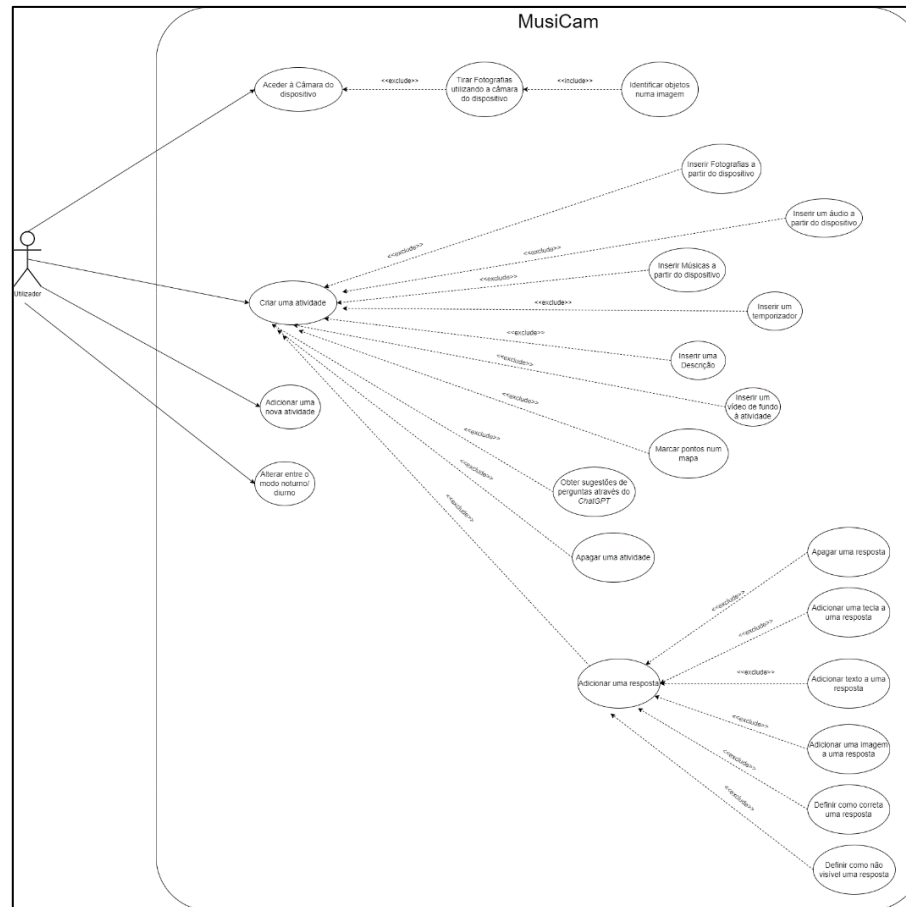 MusiCam
Aceder à Câmara do
dispositivo
<<exclude>>
Tirar Fotografias
utilizando a câmara
do dispositivo
<<include>>
Identificar objetos
numa imagem
Inserir Fotografias a
partir do dispositivo
<<exclude>>
Inserir um áudio a
partir do dispositivo
<<exclude>>
Inserir Músicas a
partir do dispositivo
<<exclude>>
Utilizador
Criar uma atividade
<<exclude>>
Inserir um
temporizador
<<exclude>>
Inserir uma
Descrição
<<exclude>>
Inserir um
vídeo de fundo
à atividade
Adicionar uma
nova atividade
<<exclude>>
Marcar pontos num
mapa
<<exclude>>
Alterar entre o
modo noturno/
diurno
Obter sugestões de
perguntas através do
ChatGPT
<<exclude>>
Apagar uma atividade
<<exclude>>
Apagar uma resposta
<<exclude>>
Adicionar uma tecla a
uma resposta
<<exclude>>
Adicionar uma resposta
<<exclude>>
Adicionar texto a uma
resposta
<<exclude>>
Adicionar uma imagem
a uma resposta
<<exclude>>
Definir como correta
uma resposta
<<exclude>>
Definir como não
visível uma resposta